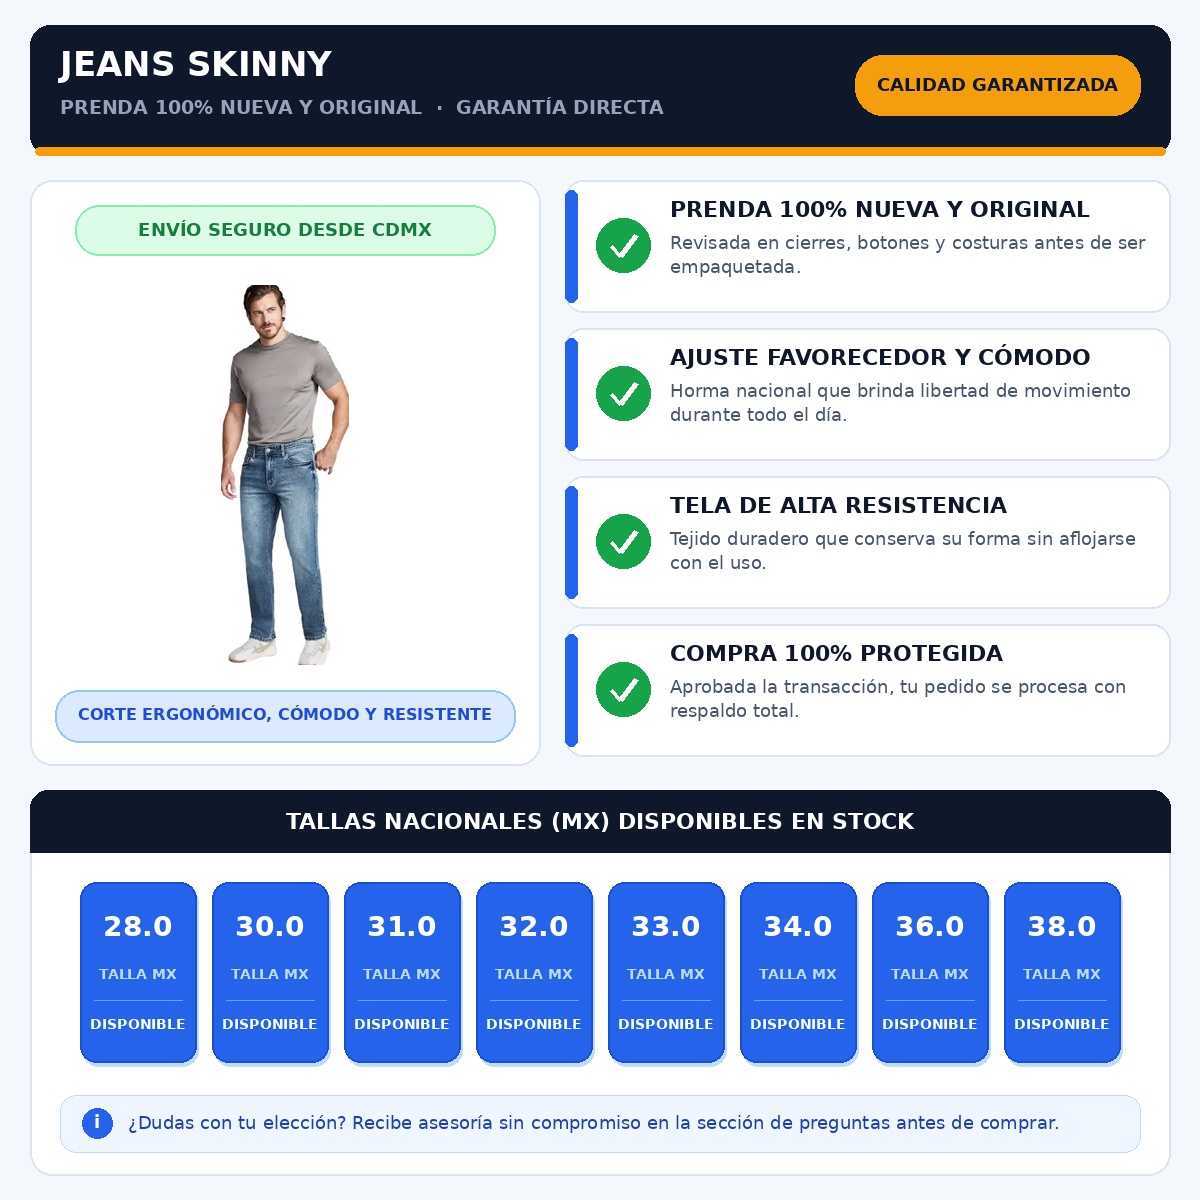 JEANS SKINNY
PRENDA 100% NUEVA Y ORIGINAL · GARANTÍA DIRECTA
CALIDAD GARANTIZADA
ENVÍO SEGURO DESDE CDMX
CORTE ERGONÓMICO, CÓMODO Y RESISTENTE
PRENDA 100% NUEVA Y ORIGINAL
Revisada en cierres, botones y costuras antes de ser
empaquetada.
AJUSTE FAVORECEDOR Y CÓMODO
Horma nacional que brinda libertad de movimiento
durante todo el día.
TELA DE ALTA RESISTENCIA
Tejido duradero que conserva su forma sin aflojarse
con el uso.
COMPRA 100% PROTEGIDA
Aprobada la transacción, tu pedido se procesa con
respaldo total.
TALLAS NACIONALES (MX) DISPONIBLES EN STOCK
28.0
TALLA MX
DISPONIBLE
30.0
TALLA MX
DISPONIBLE
31.0
TALLA MX
DISPONIBLE
32.0
TALLA MX
DISPONIBLE
33.0
TALLA MX
DISPONIBLE
34.0
TALLA MX
DISPONIBLE
36.0
TALLA MX
DISPONIBLE
38.0
TALLA MX
DISPONIBLE
i ¿Dudas con tu elección? Recibe asesoría sin compromiso en la sección de preguntas antes de comprar.